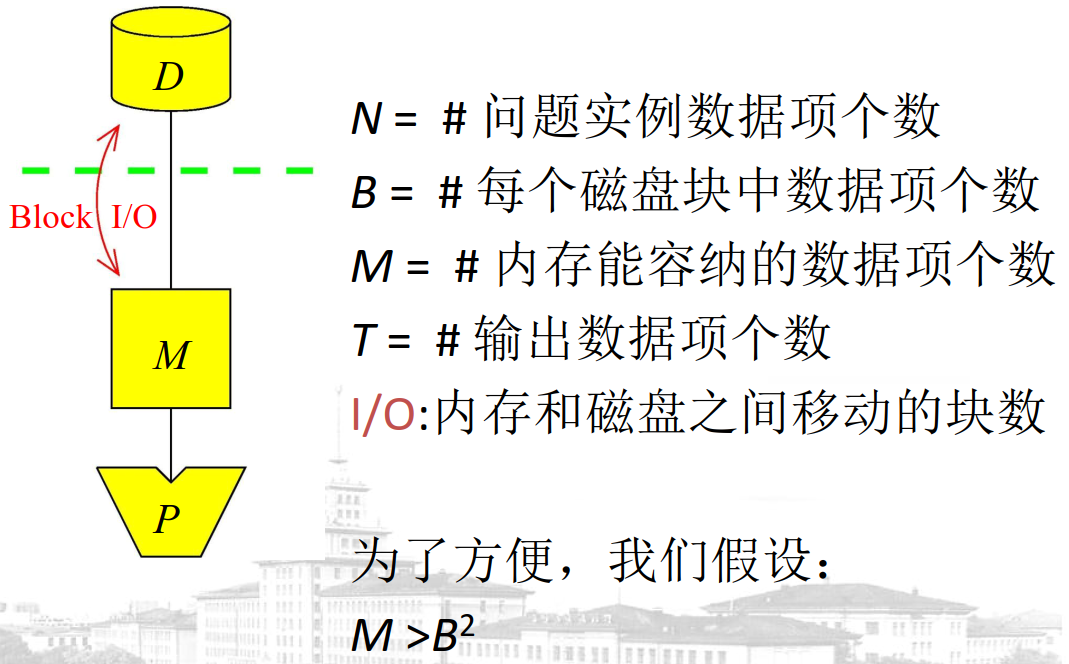 D
Block I/O
M
P
N = # 问题实例数据项个数
B = # 每个磁盘块中数据项个数
M = # 内存能容纳的数据项个数
T = # 输出数据项个数
I/O:内存和磁盘之间移动的块数
为了方便，我们假设：
M >B²